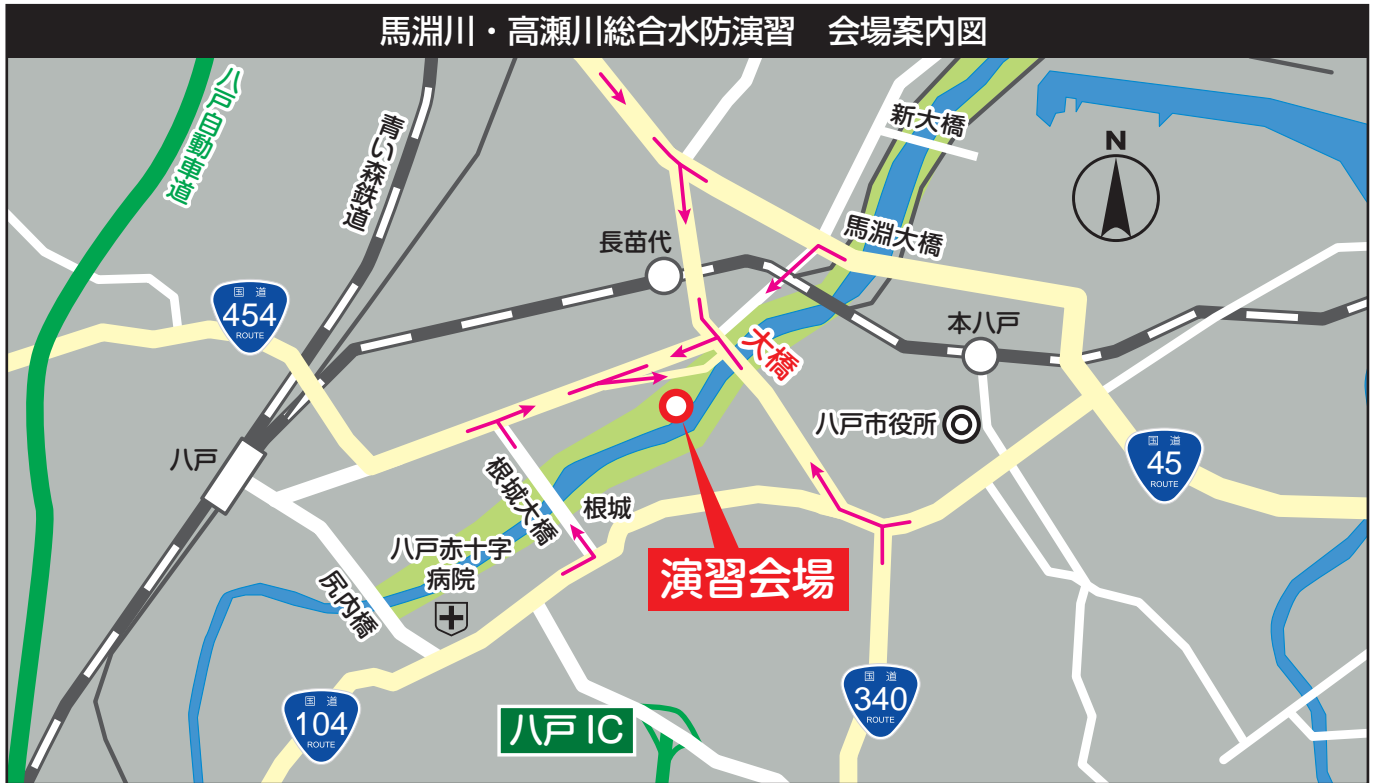 馬淵川・高瀬川総合水防演習　会場案内図
八戸自動車道
青い森鉄道
新大橋
N
馬淵大橋
長苗代
国道
454
ROUTE
本八戸
大橋
八戸市役所
国道
45
ROUTE
八戸
根城大橋
根城
八戸赤十字
病院
演習会場
尻内橋
国道
104
ROUTE
国道
340
ROUTE
八戸IC